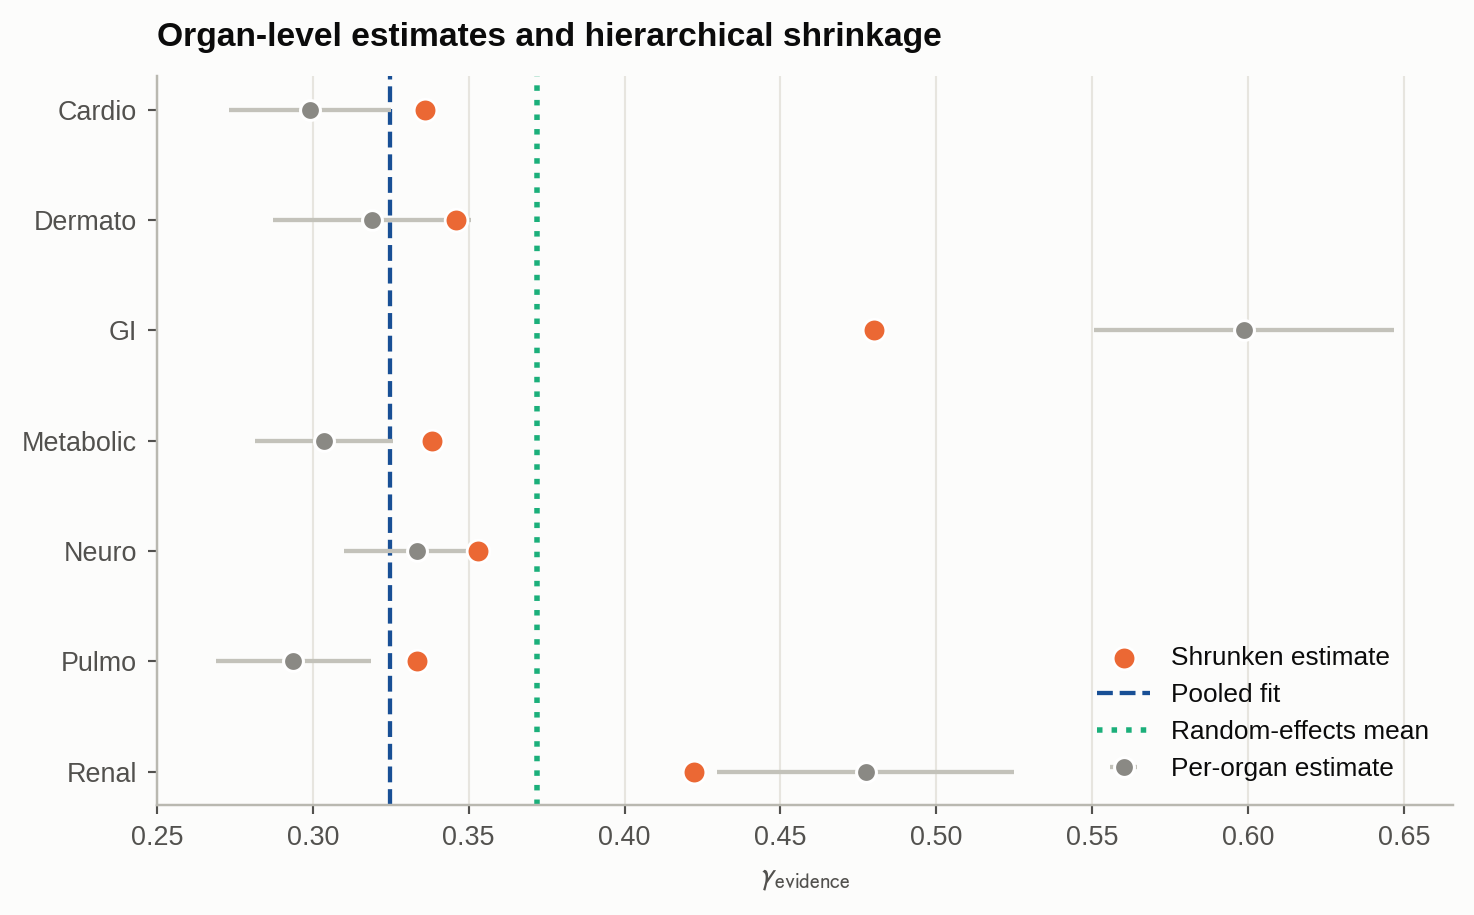 Organ-level estimates and hierarchical shrinkage
Cardio
Dermato
GI
Metabolic
Neuro
Pulmo
Renal
Shrunken estimate
Pooled fit
Random-effects mean
Per-organ estimate
0.25 0.30 0.35 0.40 0.45 0.50 0.55 0.60 0.65
γevidence